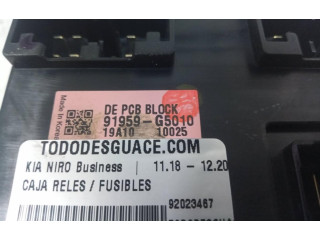 Made in Korea
DE PCB BLOCK
91959-G5010
19A10 10025
TODODESGUACE.COM
KIA NIRO Business | 11.18 - 12.20
CAJA RELES / FUSIBLES
92023467